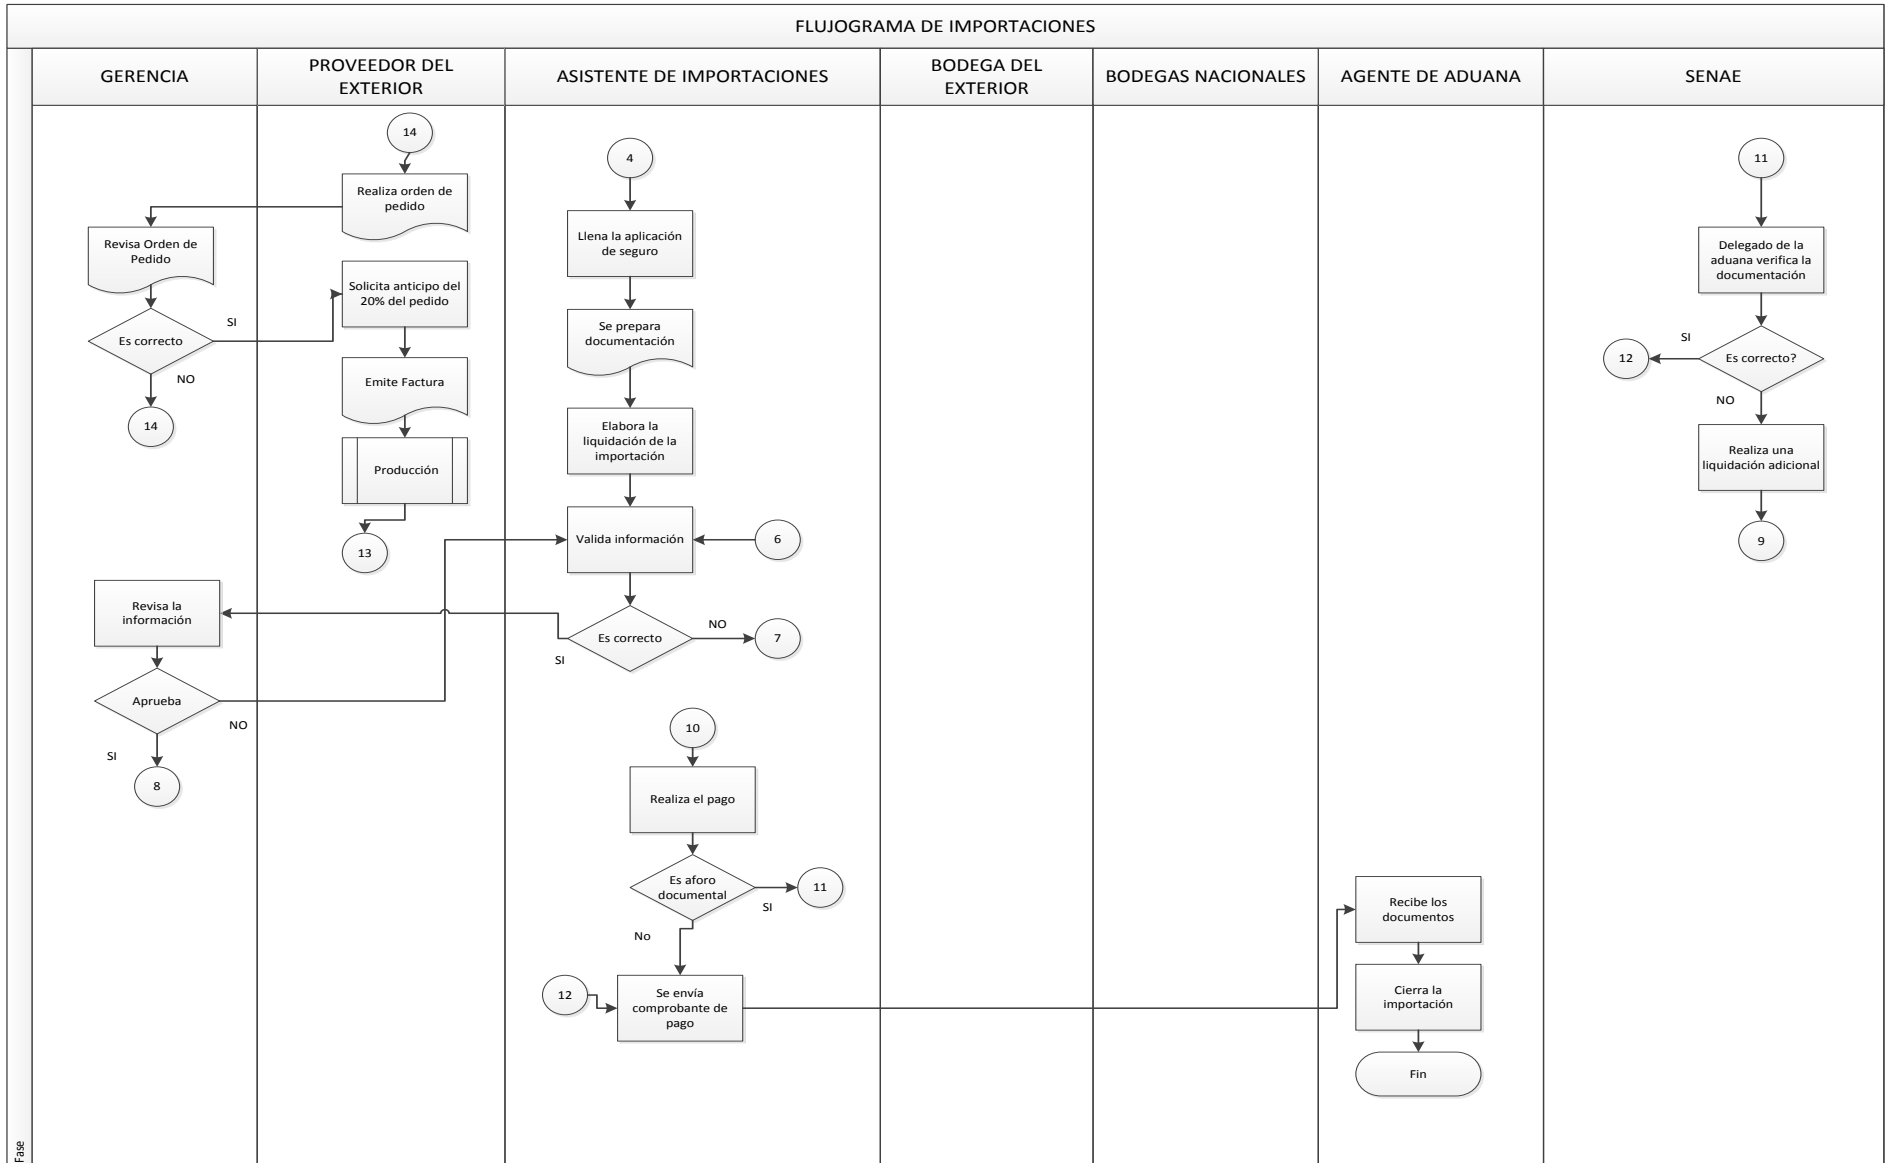 FLUJOGRAMA DE IMPORTACIONES
GERENCIA
PROVEEDOR DEL
EXTERIOR
ASISTENTE DE IMPORTACIONES
BODEGA DEL
EXTERIOR
BODEGAS NACIONALES
AGENTE DE ADUANA
SENAE
Fase
Revisa Orden de
Pedido
Es correcto
SI
NO
14
Revisa la
información
Aprueba
NO
SI
8
14
Realiza orden de
pedido
Solicita anticipo del
20% del pedido
Emite Factura
Producción
13
4
Llena la aplicación
de seguro
Se prepara
documentación
Elabora la
liquidación de la
importación
Valida información
6
Es correcto
NO
7
SI
10
Realiza el pago
Es aforo
documental
11
SI
No
12
Se envía
comprobante de
pago
Recibe los
documentos
Cierra la
importación
Fin
11
Delegado de la
aduana verifica la
documentación
SI
12
Es correcto?
NO
Realiza una
liquidación adicional
9